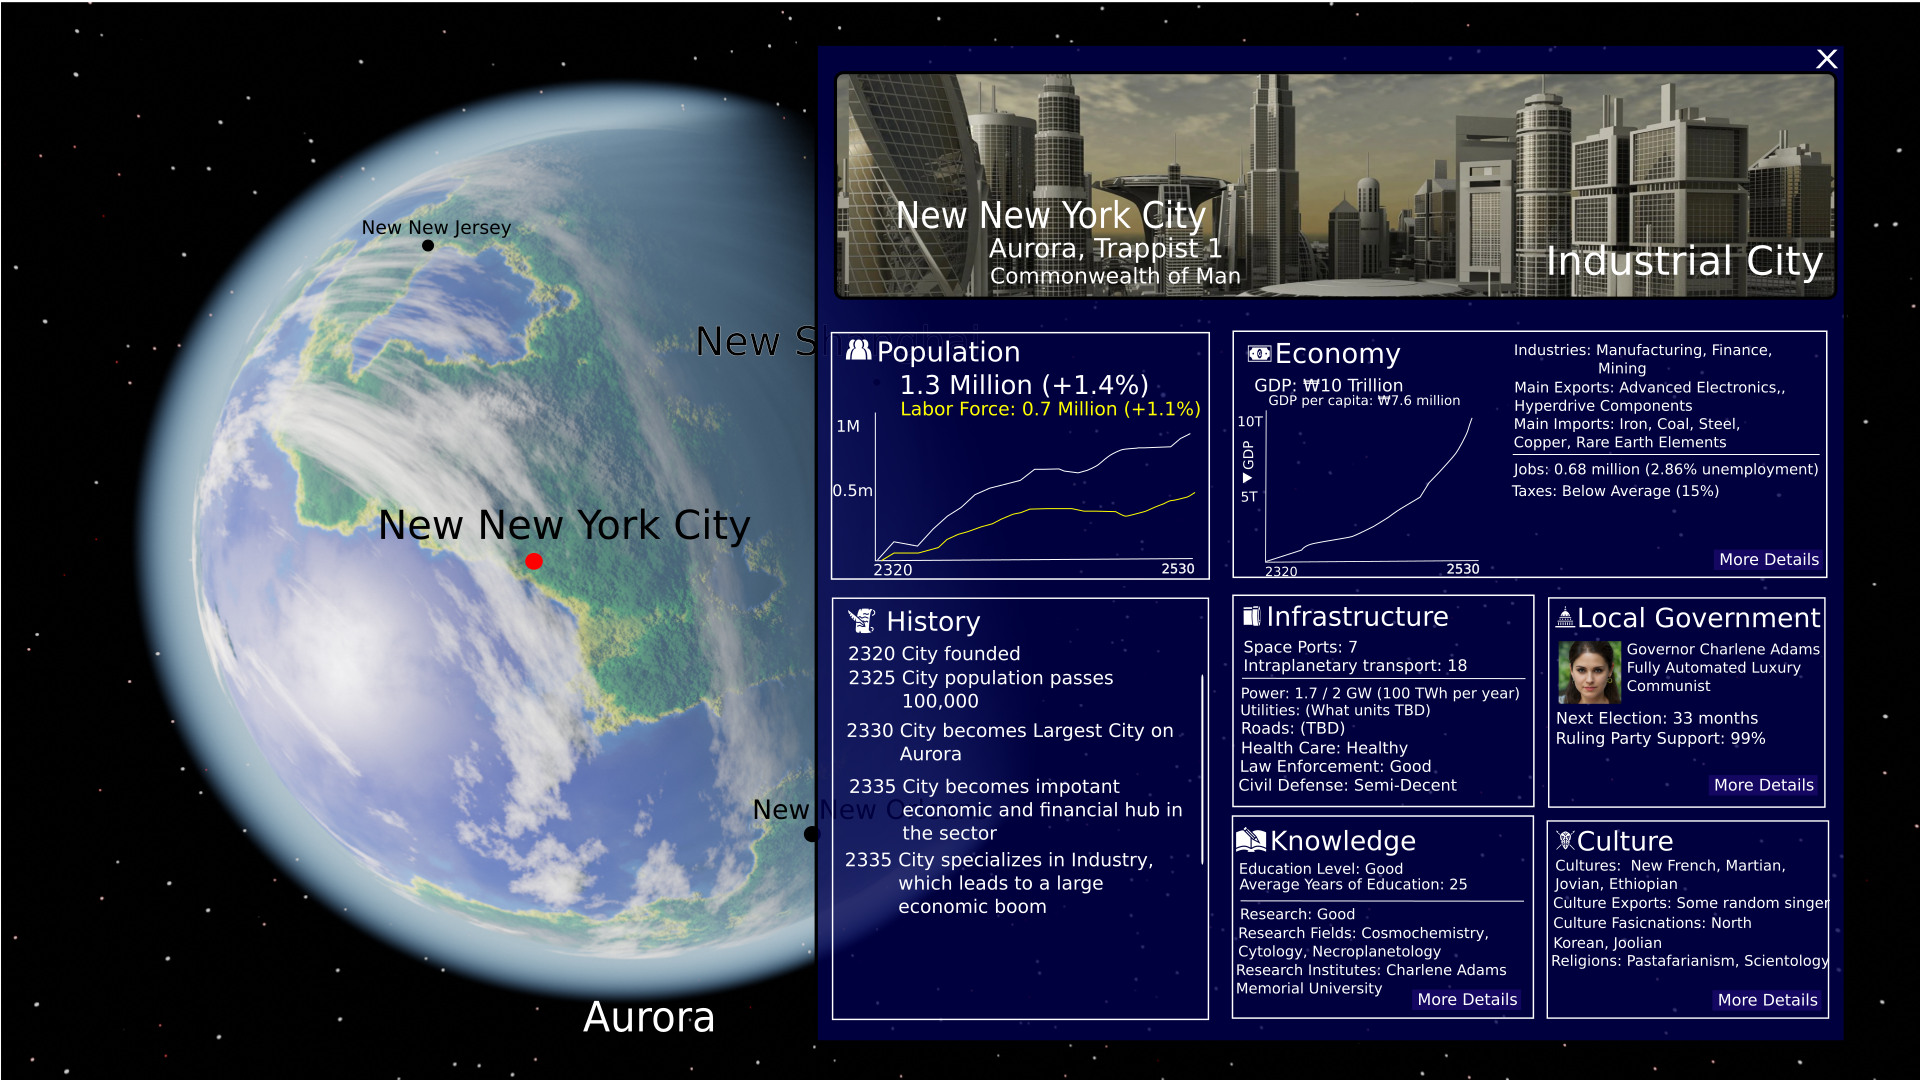 New New Jersey
New Sh
New New York City
New New O
Aurora
X
New New York City
Aurora, Trappist 1
Commonwealth of Man
Industrial City
Population
1.3 Million (+1.4%)
Labor Force: 0.7 Million (+1.1%)
1M
0.5m
2320
2530
Economy
GDP: ₩10 Trillion
GDP per capita: ₩7.6 million
10T
▼GDP
5T
2320
2530
Industries: Manufacturing, Finance,
Mining
Main Exports: Advanced Electronics,,
Hyperdrive Components
Main Imports: Iron, Coal, Steel,
Copper, Rare Earth Elements
Jobs: 0.68 million (2.86% unemployment)
Taxes: Below Average (15%)
More Details
History
2320 City founded
2325 City population passes
100,000
2330 City becomes Largest City on
Aurora
2335 City becomes impotant
economic and financial hub in
the sector
2335 City specializes in Industry,
which leads to a large
economic boom
Infrastructure
Space Ports: 7
Intraplanetary transport: 18
Power: 1.7 / 2 GW (100 TWh per year)
Utilities: (What units TBD)
Roads: (TBD)
Health Care: Healthy
Law Enforcement: Good
Civil Defense: Semi-Decent
Local Government
Governor Charlene Adams
Fully Automated Luxury
Communist
Next Election: 33 months
Ruling Party Support: 99%
More Details
Knowledge
Education Level: Good
Average Years of Education: 25
Research: Good
Research Fields: Cosmochemistry,
Cytology, Necroplanetology
Research Institutes: Charlene Adams
Memorial University
More Details
Culture
Cultures:  New French, Martian,
Jovian, Ethiopian
Culture Exports: Some random singer
Culture Fasicnations: North
Korean, Joolian
Religions: Pastafarianism, Scientology
More Details